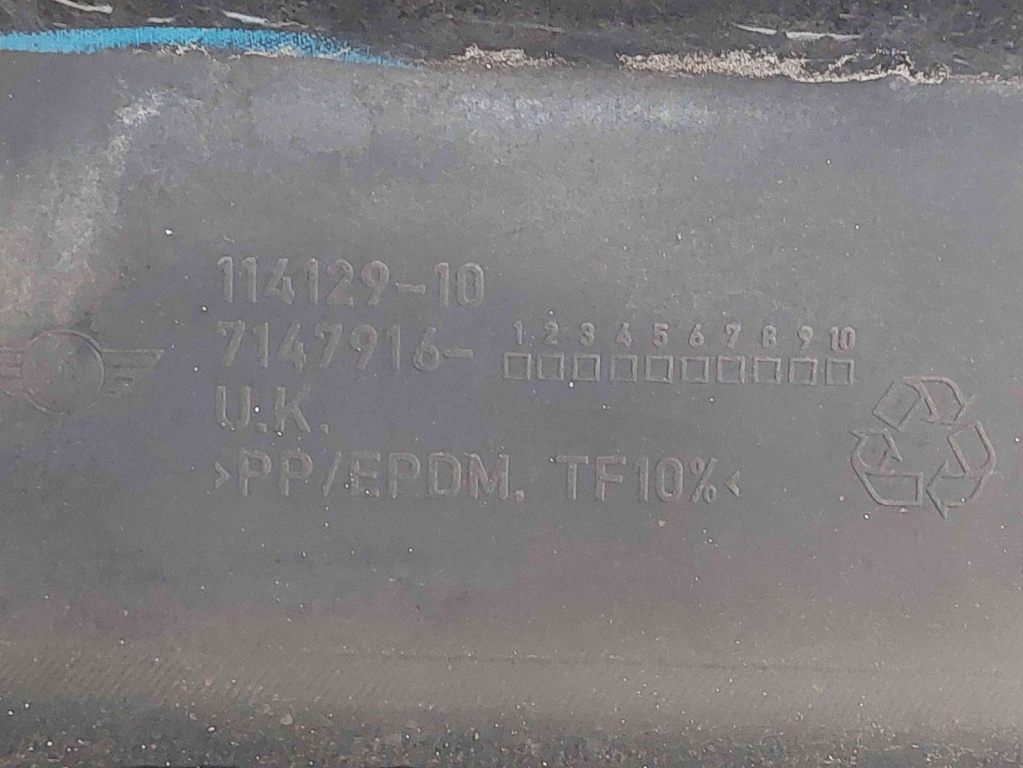 114129-10
7147916-
1 2 3 4 5 6 7 8 9 10
U.K.
>PP/EPDM. TF10%<